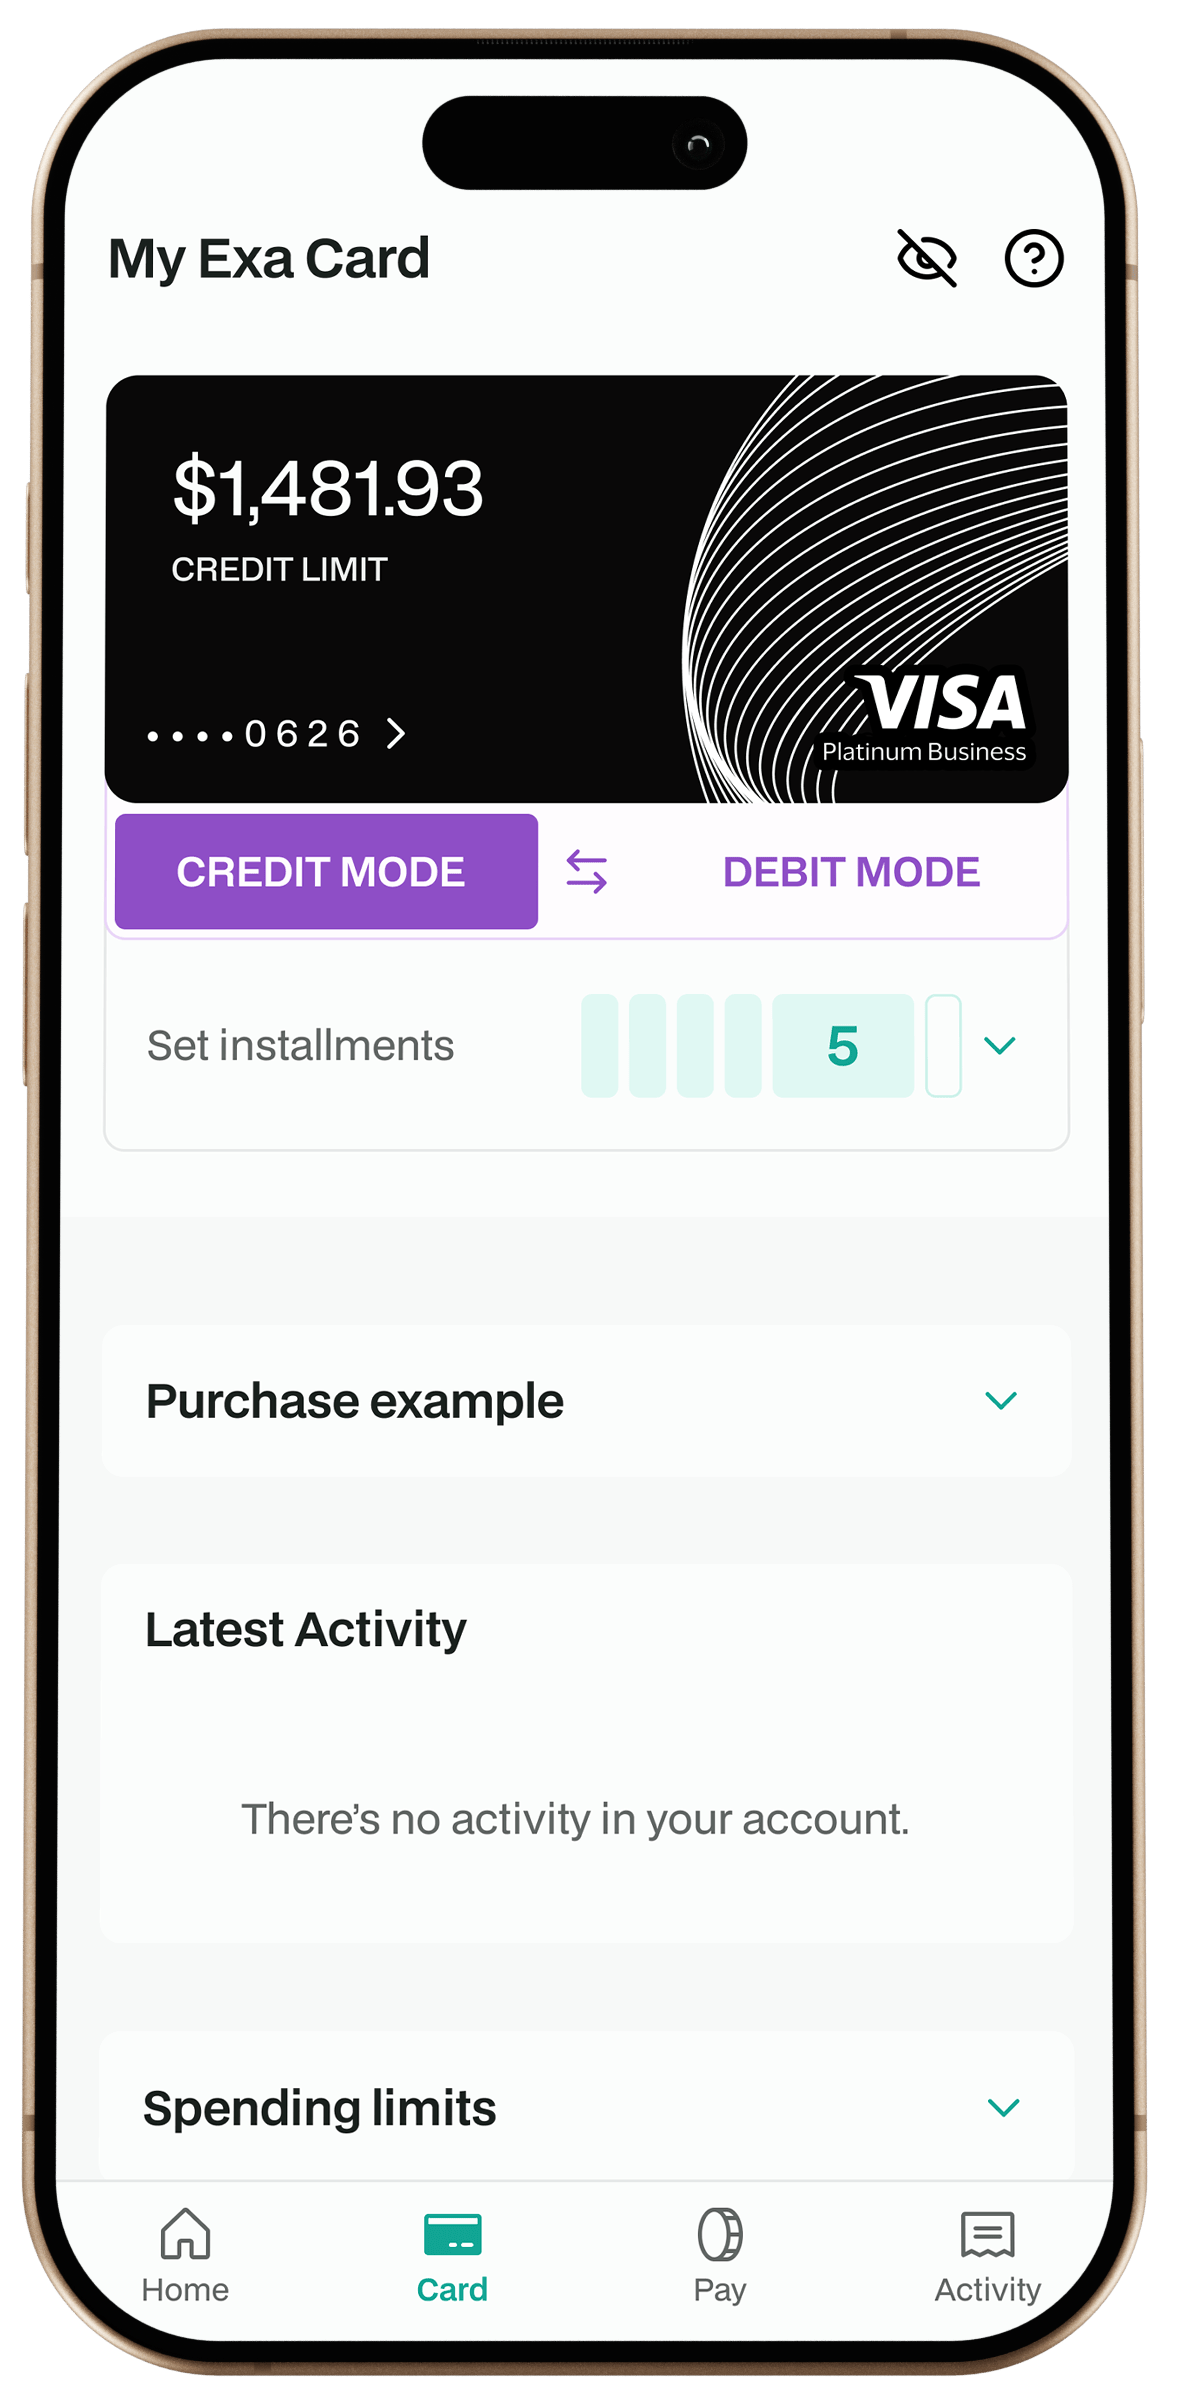 My Exa Card
$1,481.93
CREDIT LIMIT
••••0626
VISA
Platinum Business
CREDIT MODE
DEBIT MODE
Set installments
5
Purchase example
Latest Activity
There's no activity in your account.
Spending limits
Home
Card
Pay
Activity